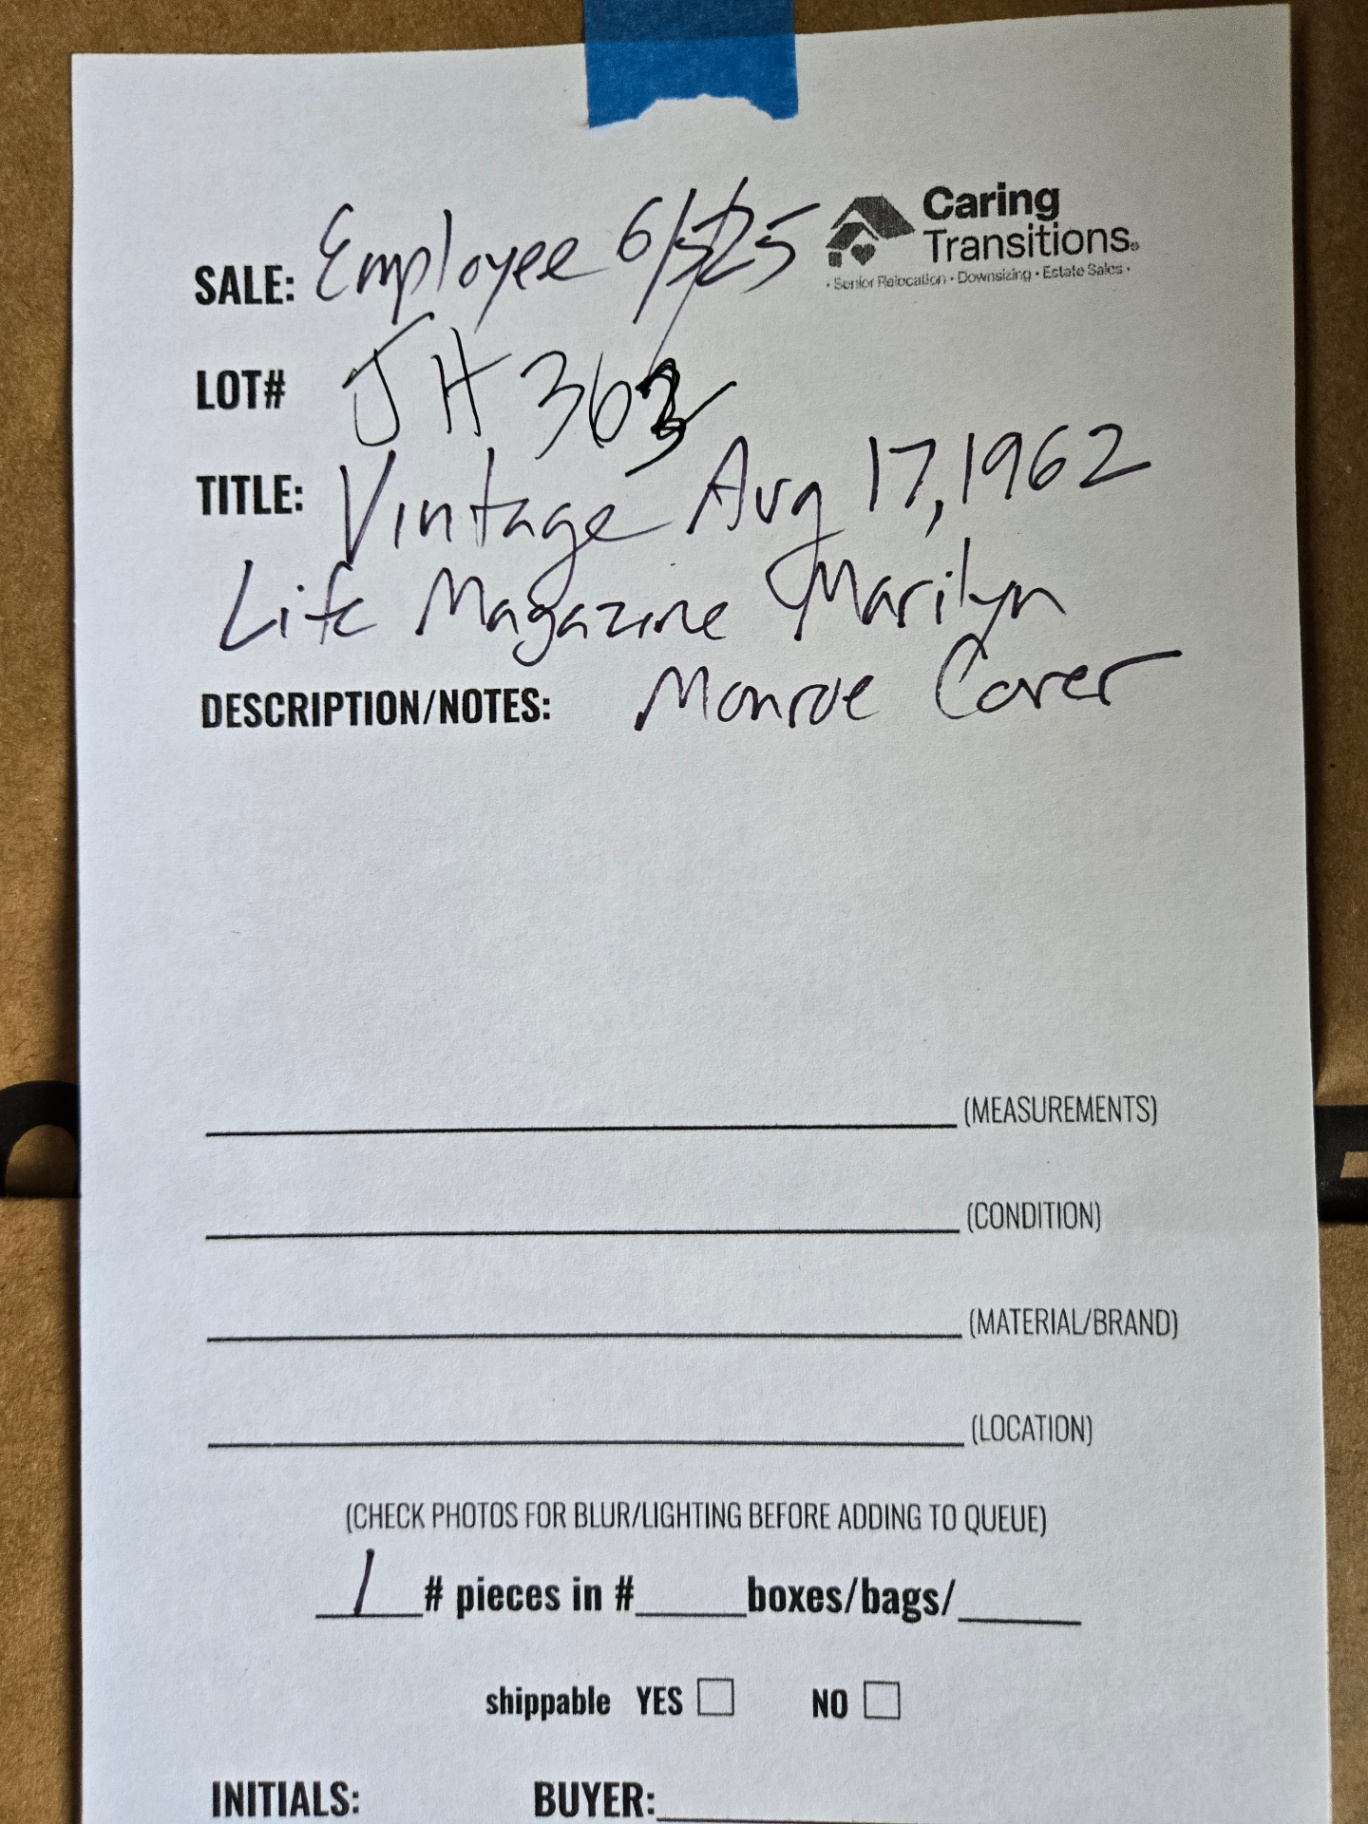 Caring
Transitions®
• Senior Relocation • Downsizing • Estate Sales •
SALE: Employee 6/5/25
LOT# JH 363
TITLE: Vintage Aug 17, 1962
Life Magazine Marilyn
Monroe Cover
DESCRIPTION/NOTES:
(MEASUREMENTS)
(CONDITION)
(MATERIAL/BRAND)
(LOCATION)
(CHECK PHOTOS FOR BLUR/LIGHTING BEFORE ADDING TO QUEUE)
1 # pieces in #_____boxes/bags/_____
shippable YES ☐ NO ☐
INITIALS: BUYER: